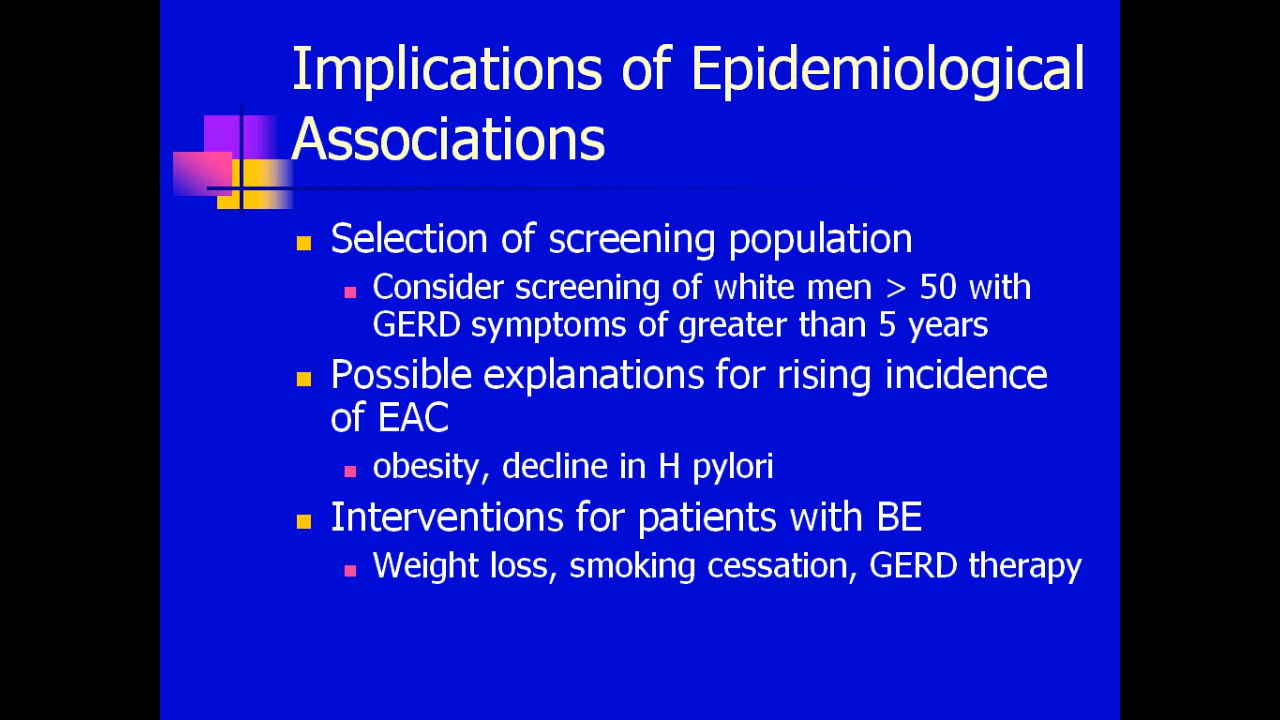 Implications of Epidemiological
Associations
Selection of screening population
Consider screening of white men > 50 with
GERD symptoms of greater than 5 years
Possible explanations for rising incidence
of EAC
obesity, decline in H pylori
Interventions for patients with BE
Weight loss, smoking cessation, GERD therapy